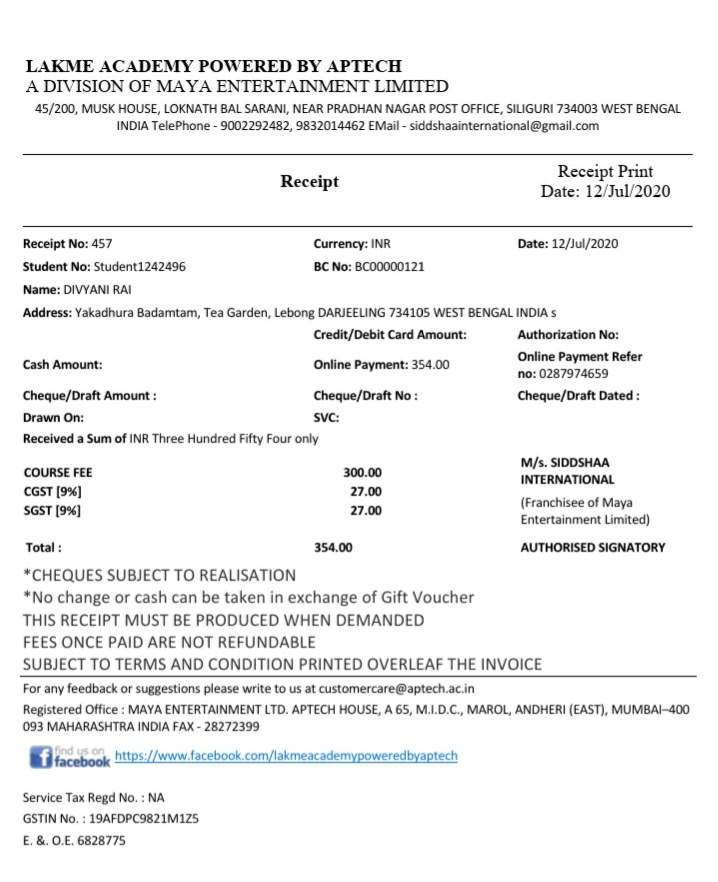 LAKME ACADEMY POWERED BY APTECH
A DIVISION OF MAYA ENTERTAINMENT LIMITED
45/200, MUSK HOUSE, LOKNATH BAL SARANI, NEAR PRADHAN NAGAR POST OFFICE, SILIGURI 734003 WEST BENGAL
INDIA TelePhone - 9002292482, 9832014462 EMail - siddshaainternational@gmail.com
Receipt
Receipt Print
Date: 12/Jul/2020
Receipt No: 457 Currency: INR Date: 12/Jul/2020
Student No: Student1242496 BC No: BC00000121
Name: DIVYANI RAI
Address: Yakadhura Badamtam, Tea Garden, Lebong DARJEELING 734105 WEST BENGAL INDIA s
Credit/Debit Card Amount: Authorization No:
Cash Amount: Online Payment: 354.00 Online Payment Refer
no: 0287974659
Cheque/Draft Amount : Cheque/Draft No : Cheque/Draft Dated :
Drawn On: SVC:
Received a Sum of INR Three Hundred Fifty Four only
COURSE FEE 300.00
CGST [9%] 27.00
SGST [9%] 27.00
M/s. SIDDSHAA
INTERNATIONAL
(Franchisee of Maya
Entertainment Limited)
Total : 354.00 AUTHORISED SIGNATORY
*CHEQUES SUBJECT TO REALISATION
*No change or cash can be taken in exchange of Gift Voucher
THIS RECEIPT MUST BE PRODUCED WHEN DEMANDED
FEES ONCE PAID ARE NOT REFUNDABLE
SUBJECT TO TERMS AND CONDITION PRINTED OVERLEAF THE INVOICE
For any feedback or suggestions please write to us at customercare@aptech.ac.in
Registered Office : MAYA ENTERTAINMENT LTD. APTECH HOUSE, A 65, M.I.D.C., MAROL, ANDHERI (EAST), MUMBAI–400
093 MAHARASHTRA INDIA FAX - 28272399
f find us on
facebook https://www.facebook.com/lakmeacademypoweredbyaptech
Service Tax Regd No. : NA
GSTIN No. : 19AFDPC9821M1Z5
E. &. O.E. 6828775